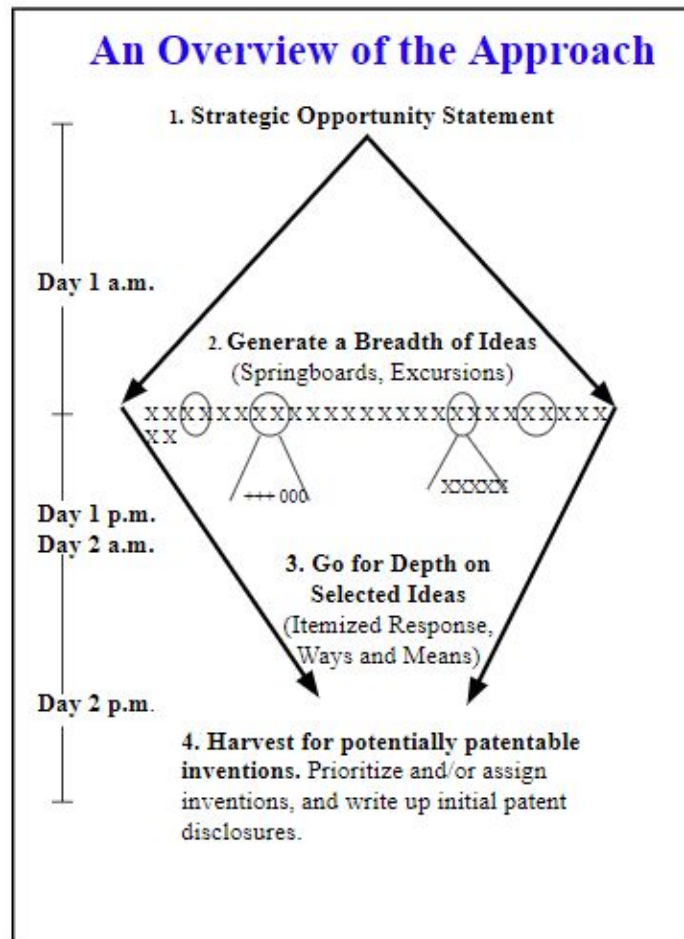 An Overview of the Approach
1. Strategic Opportunity Statement
Day 1 a.m.
2. Generate a Breadth of Ideas
(Springboards, Excursions)
X X X X X X X X X X X X X X X X X X X X X X X X X X
X X
+++ 000
XXXXX
Day 1 p.m.
Day 2 a.m.
3. Go for Depth on
Selected Ideas
(Itemized Response,
Ways and Means)
Day 2 p.m.
4. Harvest for potentially patentable
inventions. Prioritize and/or assign
inventions, and write up initial patent
disclosures.